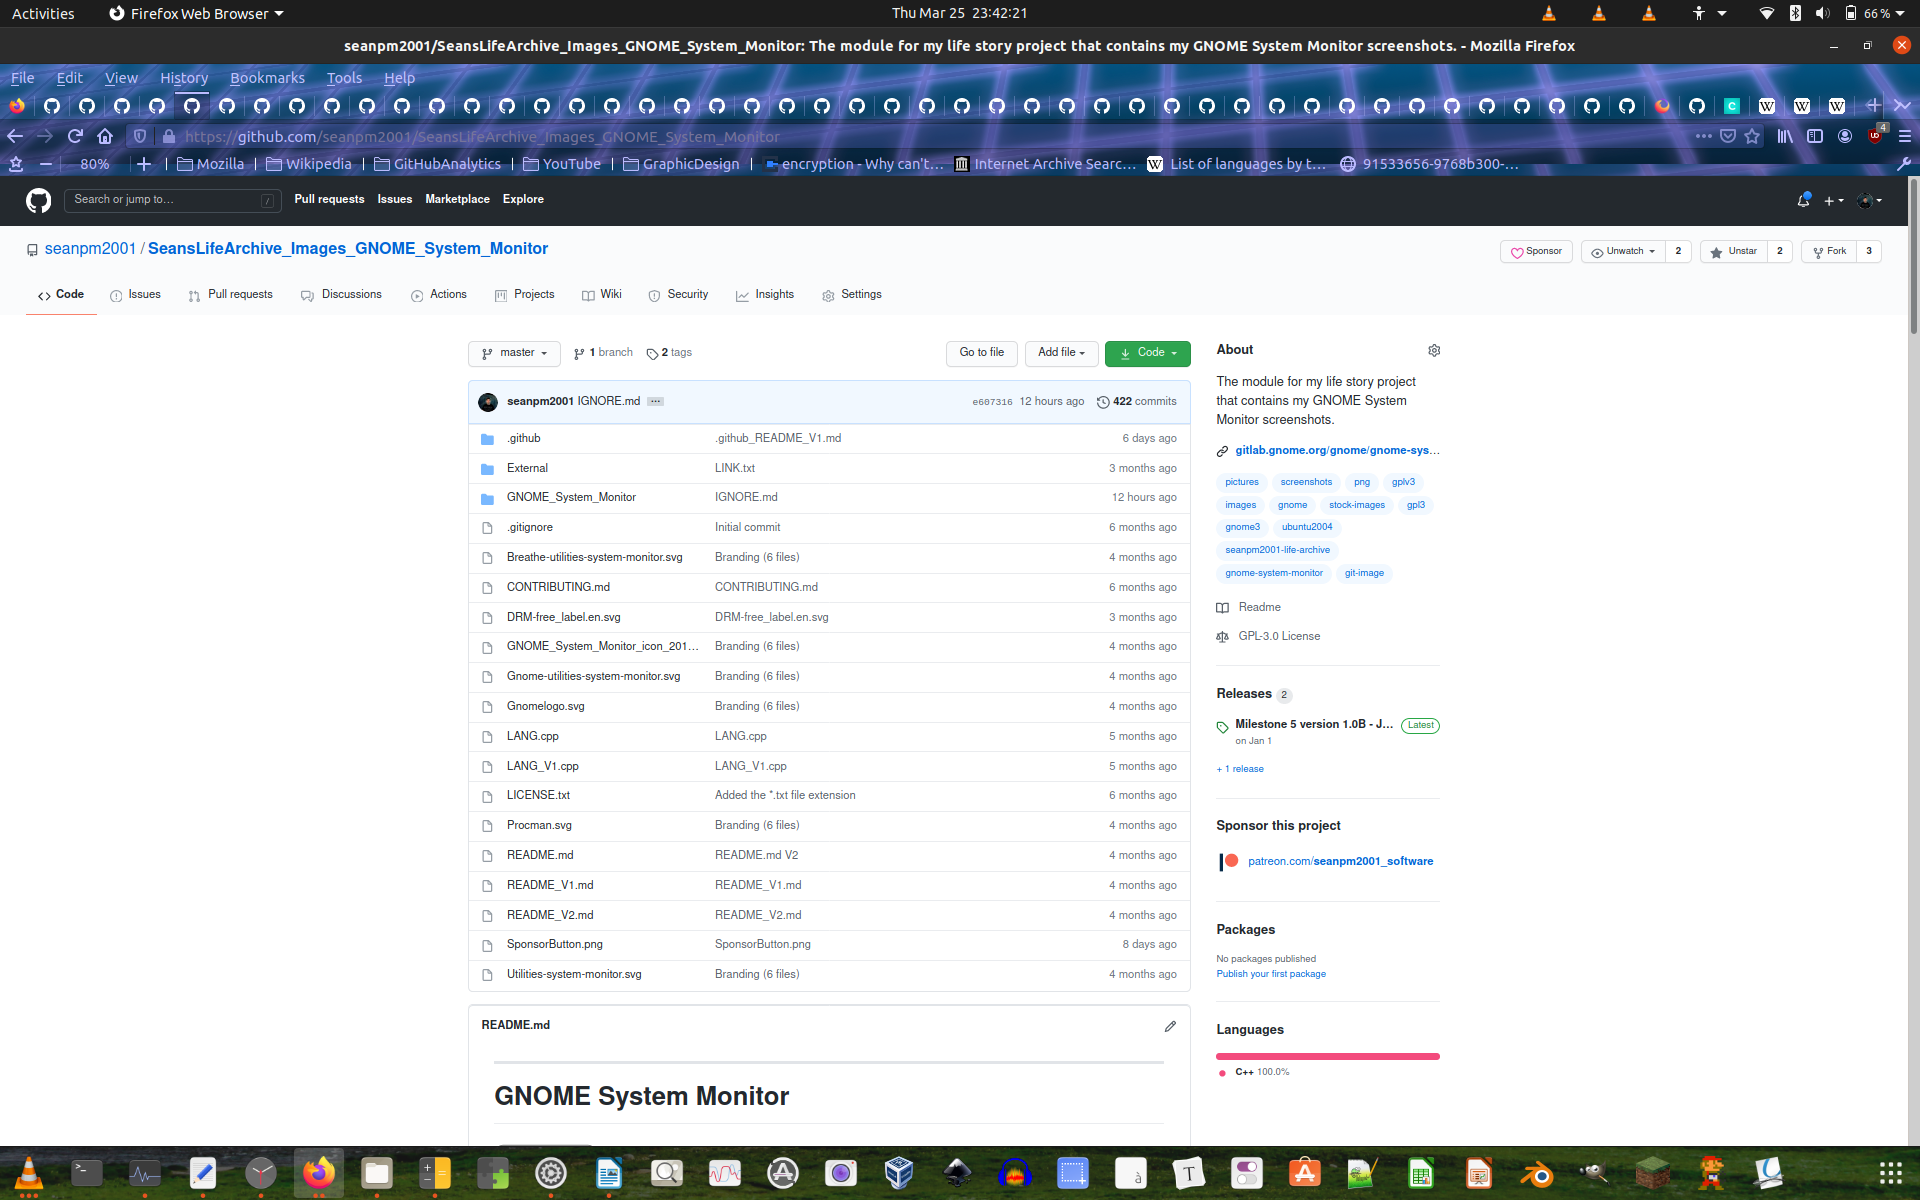 Activities Firefox Web Browser Thu Mar 25 23:42:21 66 %
seanpm2001/SeansLifeArchive_Images_GNOME_System_Monitor: The module for my life story project that contains my GNOME System Monitor screenshots. - Mozilla Firefox
File Edit View History Bookmarks Tools Help
https://github.com/seanpm2001/SeansLifeArchive_Images_GNOME_System_Monitor 4
80% Mozilla Wikipedia GitHubAnalytics YouTube GraphicDesign encryption - Why can't… Internet Archive Searc… List of languages by t… 91533656-9768b300-…
Search or jump to… / Pull requests Issues Marketplace Explore
seanpm2001 / SeansLifeArchive_Images_GNOME_System_Monitor Sponsor Unwatch 2 Unstar 2 Fork 3
Code Issues Pull requests Discussions Actions Projects Wiki Security Insights Settings
master 1 branch 2 tags Go to file Add file Code
seanpm2001 IGNORE.md … e607316 12 hours ago 422 commits
.github .github_README_V1.md 6 days ago
External LINK.txt 3 months ago
GNOME_System_Monitor IGNORE.md 12 hours ago
.gitignore Initial commit 6 months ago
Breathe-utilities-system-monitor.svg Branding (6 files) 4 months ago
CONTRIBUTING.md CONTRIBUTING.md 6 months ago
DRM-free_label.en.svg DRM-free_label.en.svg 3 months ago
GNOME_System_Monitor_icon_201… Branding (6 files) 4 months ago
Gnome-utilities-system-monitor.svg Branding (6 files) 4 months ago
Gnomelogo.svg Branding (6 files) 4 months ago
LANG.cpp LANG.cpp 5 months ago
LANG_V1.cpp LANG_V1.cpp 5 months ago
LICENSE.txt Added the *.txt file extension 6 months ago
Procman.svg Branding (6 files) 4 months ago
README.md README.md V2 4 months ago
README_V1.md README_V1.md 4 months ago
README_V2.md README_V2.md 4 months ago
SponsorButton.png SponsorButton.png 8 days ago
Utilities-system-monitor.svg Branding (6 files) 4 months ago
README.md
GNOME System Monitor
About
The module for my life story project
that contains my GNOME System
Monitor screenshots.
gitlab.gnome.org/gnome/gnome-sys…
pictures screenshots png gplv3
images gnome stock-images gpl3
gnome3 ubuntu2004
seanpm2001-life-archive
gnome-system-monitor git-image
Readme
GPL-3.0 License
Releases 2
Milestone 5 version 1.0B - J… Latest
on Jan 1
+ 1 release
Sponsor this project
patreon.com/seanpm2001_software
Packages
No packages published
Publish your first package
Languages
C++ 100.0%